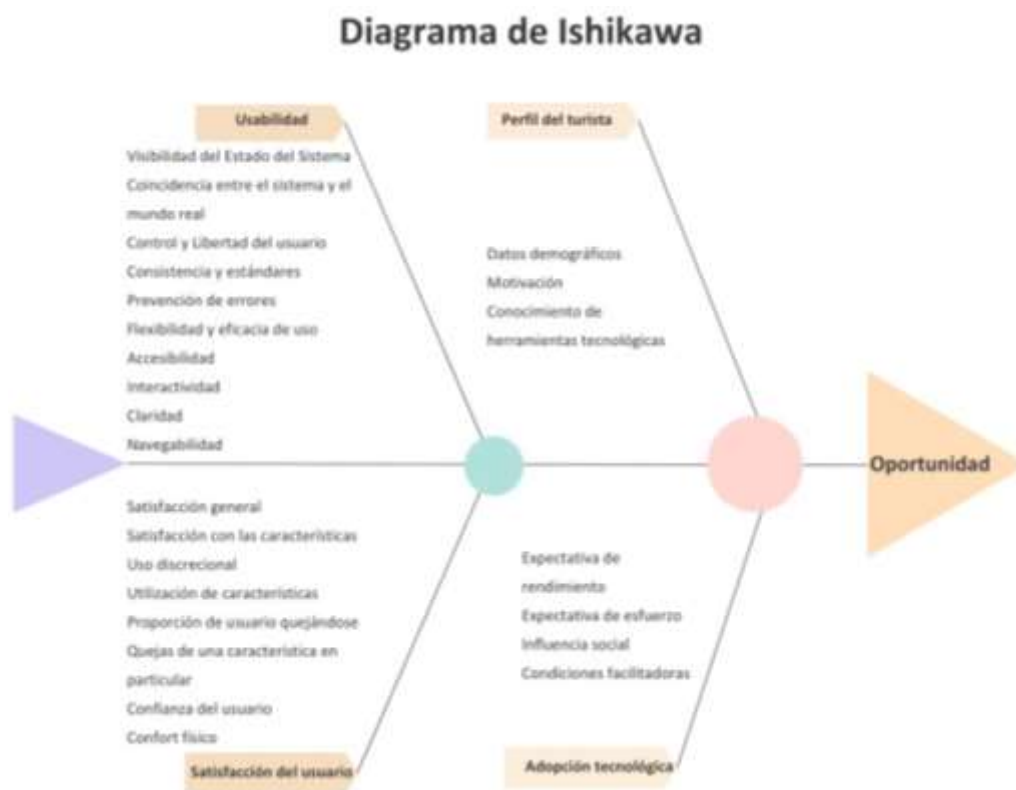 Diagrama de Ishikawa
Usabilidad
Visibilidad del Estado del Sistema
Coincidencia entre el sistema y el
mundo real
Control y Libertad del usuario
Consistencia y estándares
Prevención de errores
Flexibilidad y eficacia de uso
Accesibilidad
Interactividad
Claridad
Navegabilidad
Perfil del turista
Datos demográficos
Motivación
Conocimiento de
herramientas tecnológicas
Oportunidad
Satisfacción general
Satisfacción con las características
Uso discrecional
Utilización de características
Proporción de usuario quejándose
Quejas de una característica en
particular
Confianza del usuario
Confort físico
Satisfacción del usuario
Expectativa de
rendimiento
Expectativa de esfuerzo
Influencia social
Condiciones facilitadoras
Adopción tecnológica